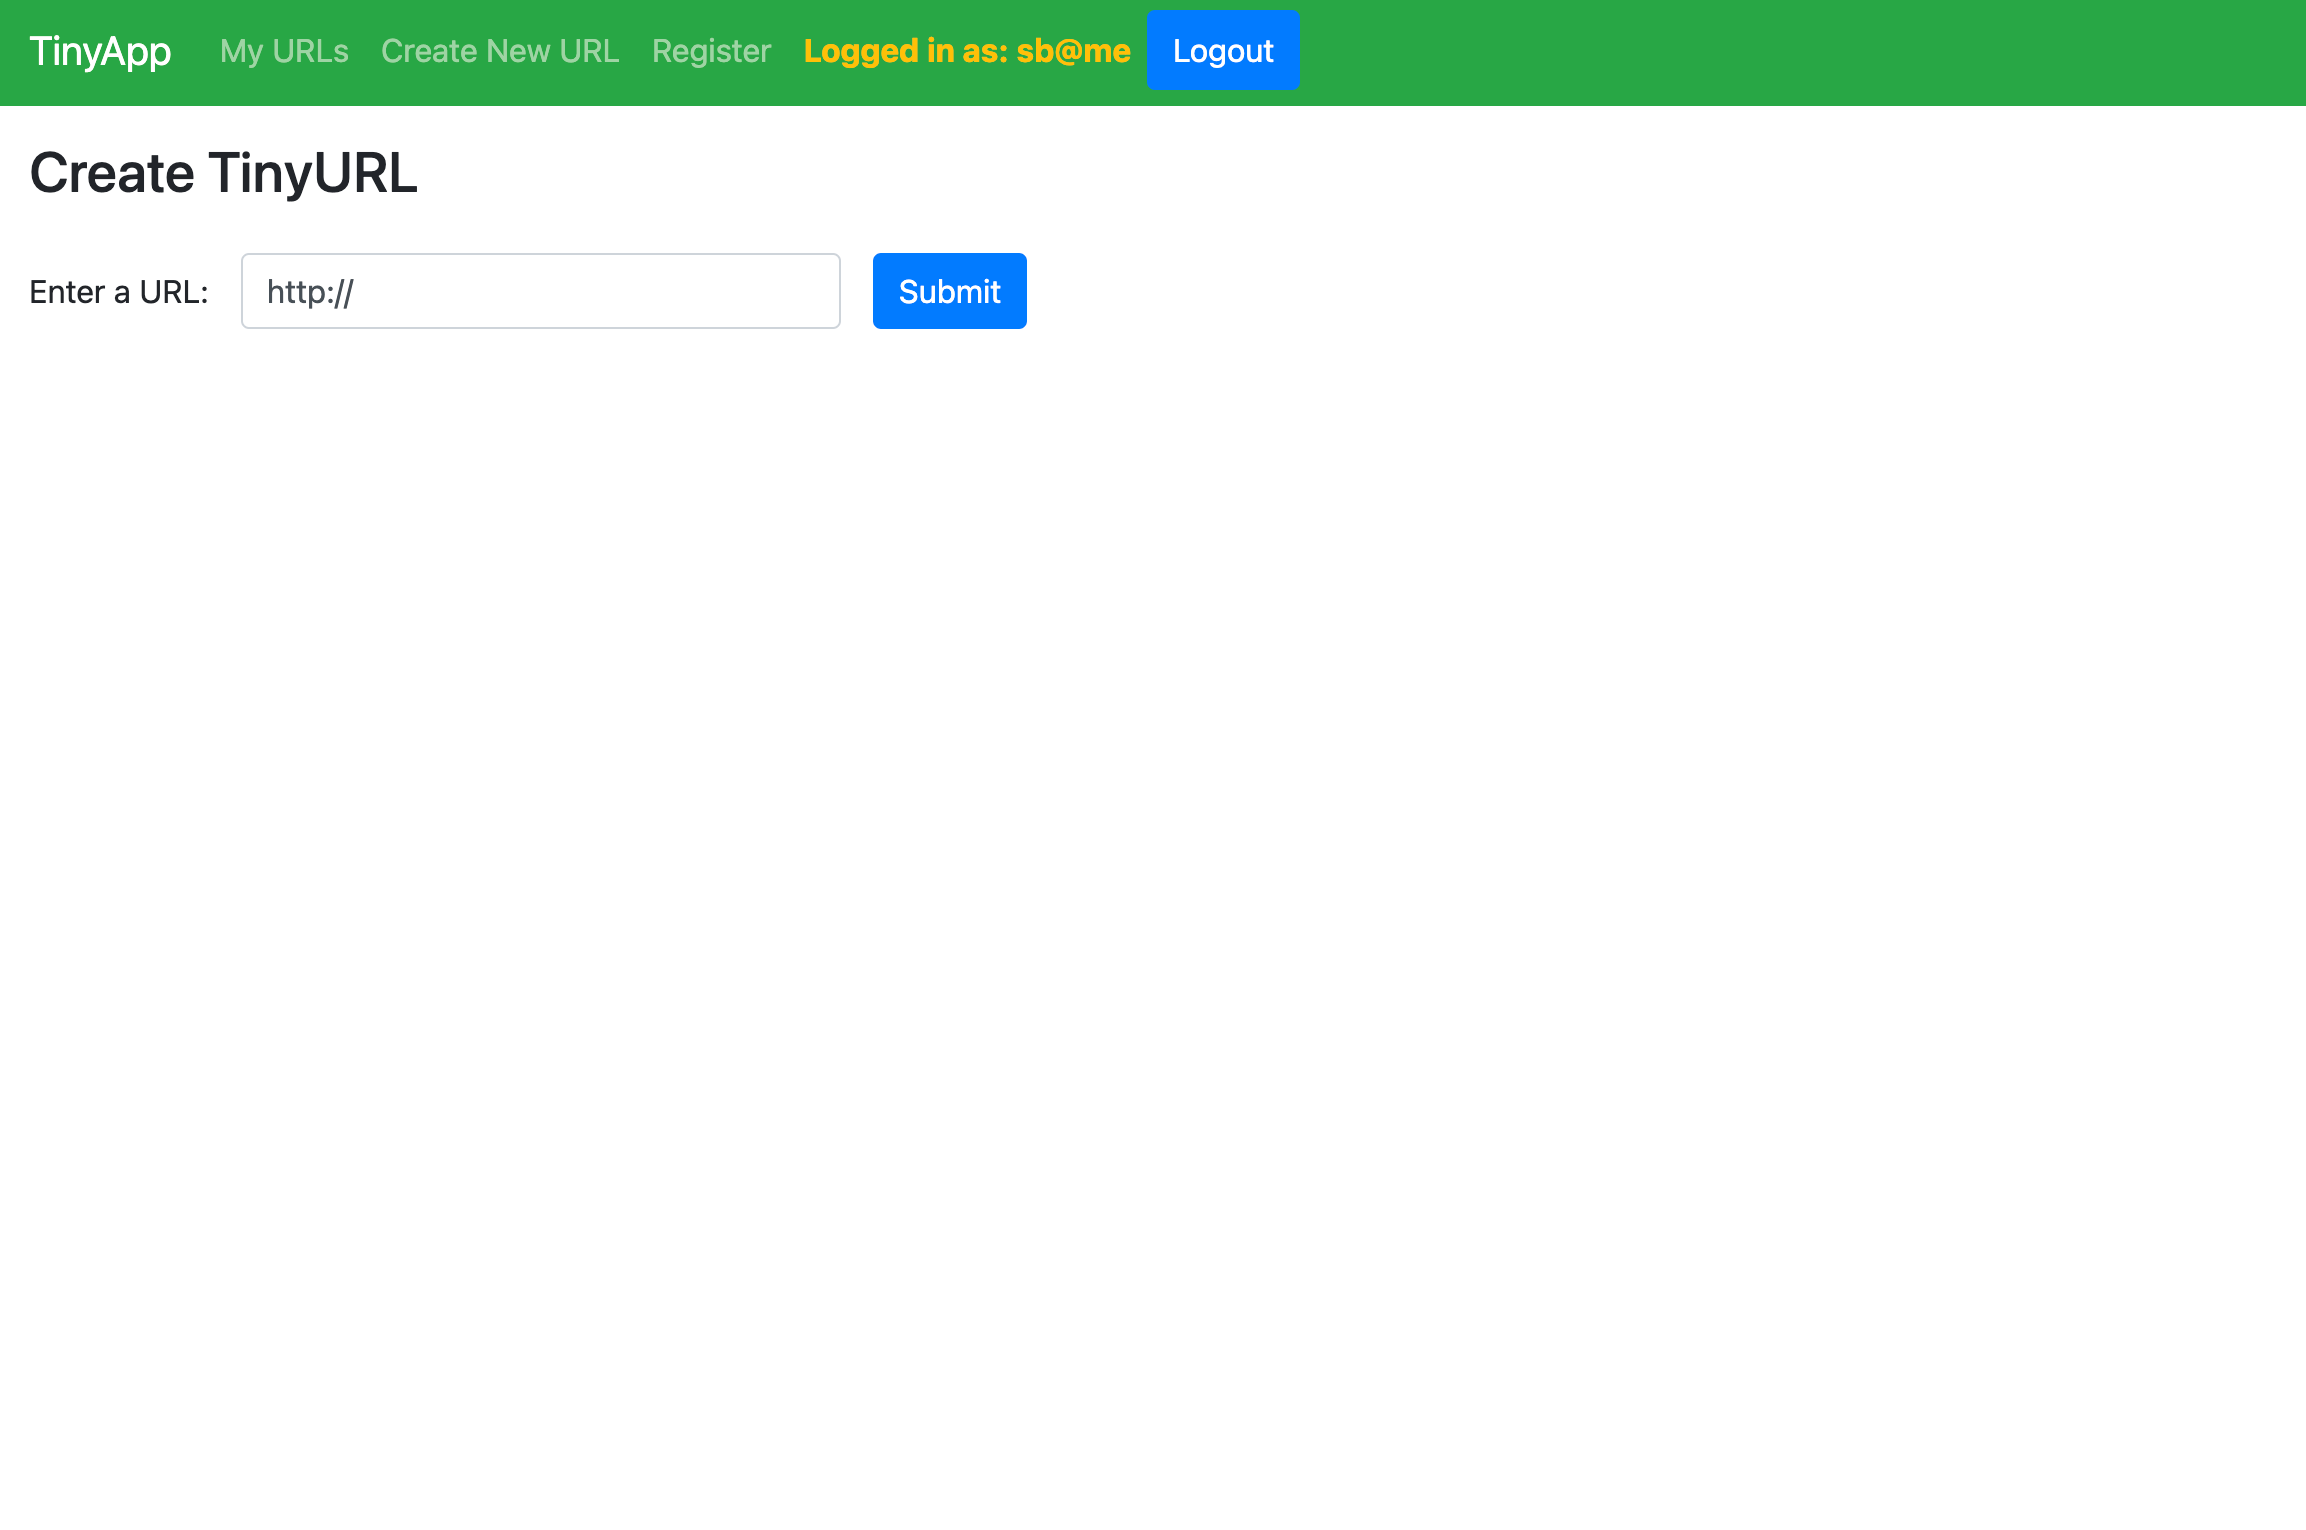 TinyApp My URLs Create New URL Register Logged in as: sb@me Logout
Create TinyURL
Enter a URL: http:// Submit